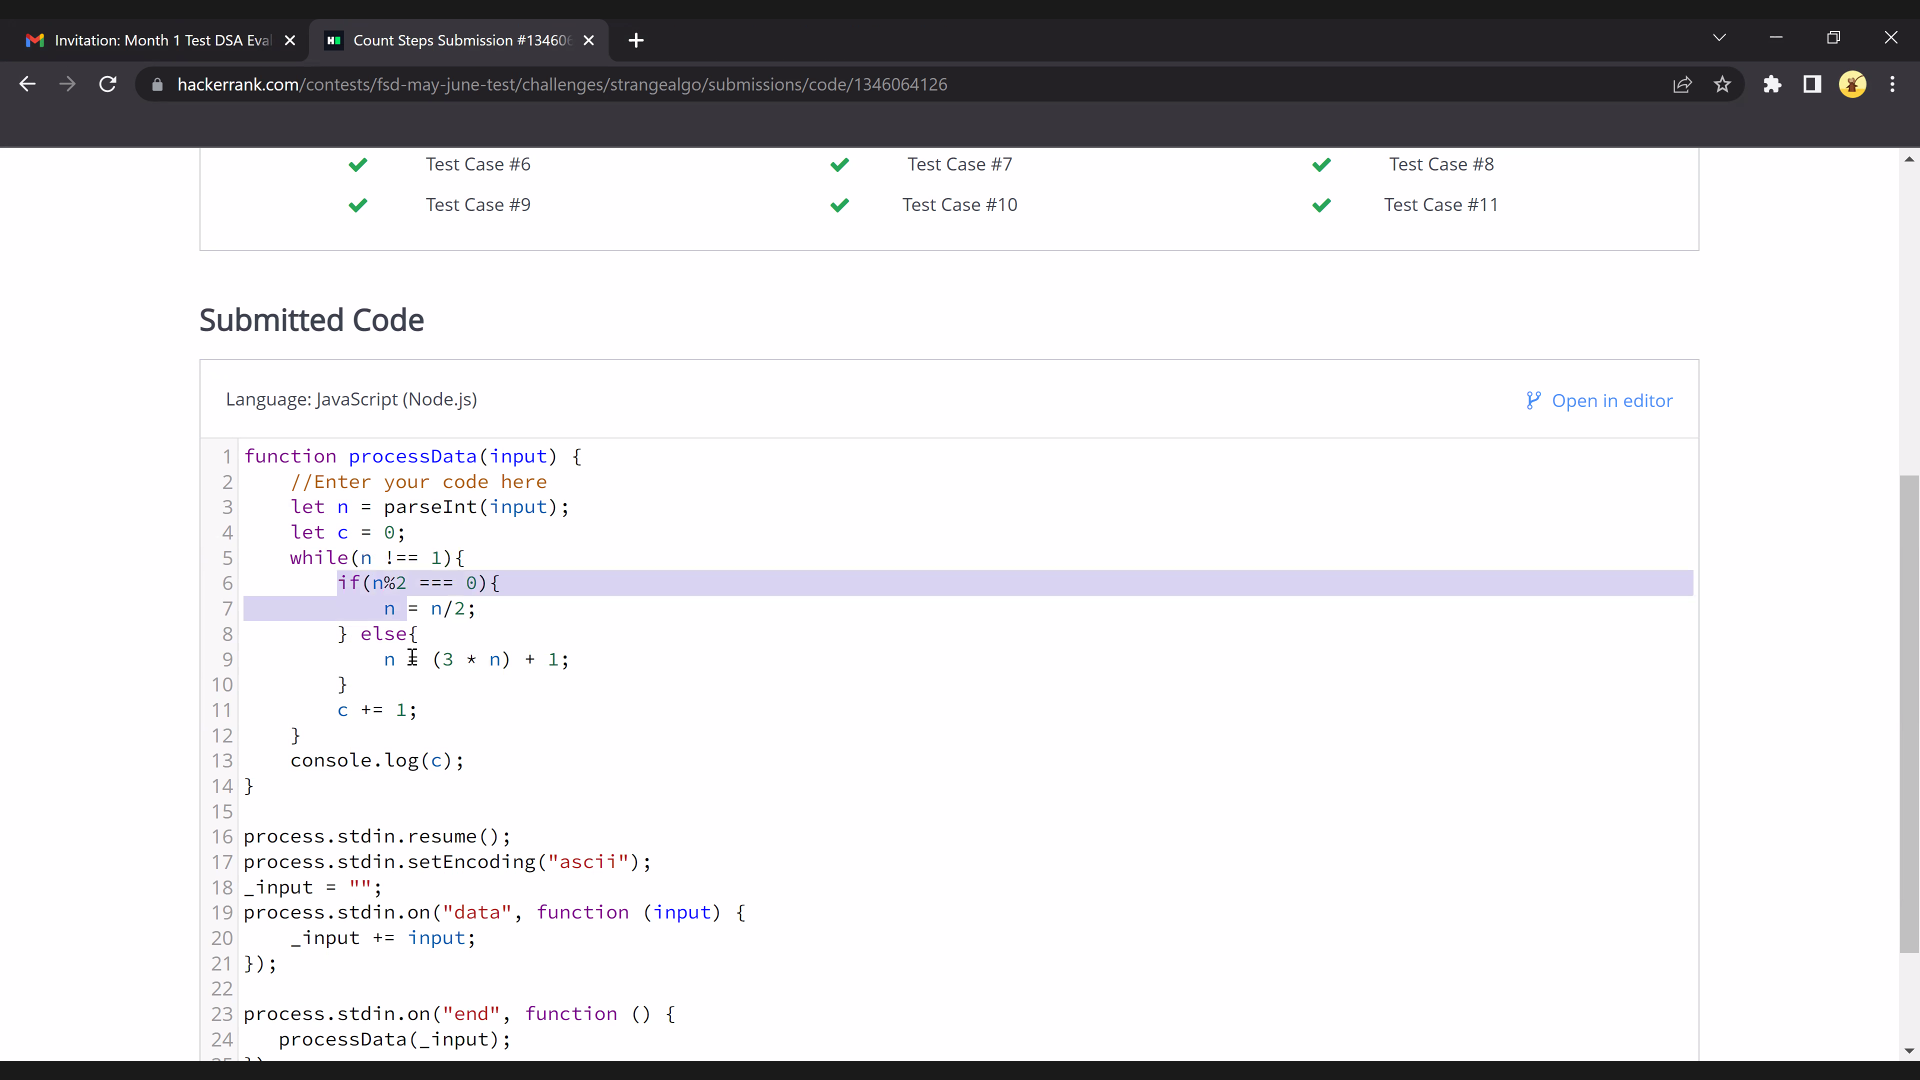 Invitation: Month 1 Test DSA Eval
Count Steps Submission #13460
hackerrank.com/contests/fsd-may-june-test/challenges/strangealgo/submissions/code/1346064126
Test Case #6 Test Case #7 Test Case #8
Test Case #9 Test Case #10 Test Case #11
Submitted Code
Language: JavaScript (Node.js) Open in editor
1 function processData(input) {
2     //Enter your code here
3     let n = parseInt(input);
4     let c = 0;
5     while(n !== 1){
6         if(n%2 === 0){
7             n = n/2;
8         } else{
9             n = (3 * n) + 1;
10         }
11         c += 1;
12     }
13     console.log(c);
14 }
15
16 process.stdin.resume();
17 process.stdin.setEncoding("ascii");
18 _input = "";
19 process.stdin.on("data", function (input) {
20     _input += input;
21 });
22
23 process.stdin.on("end", function () {
24    processData(_input);